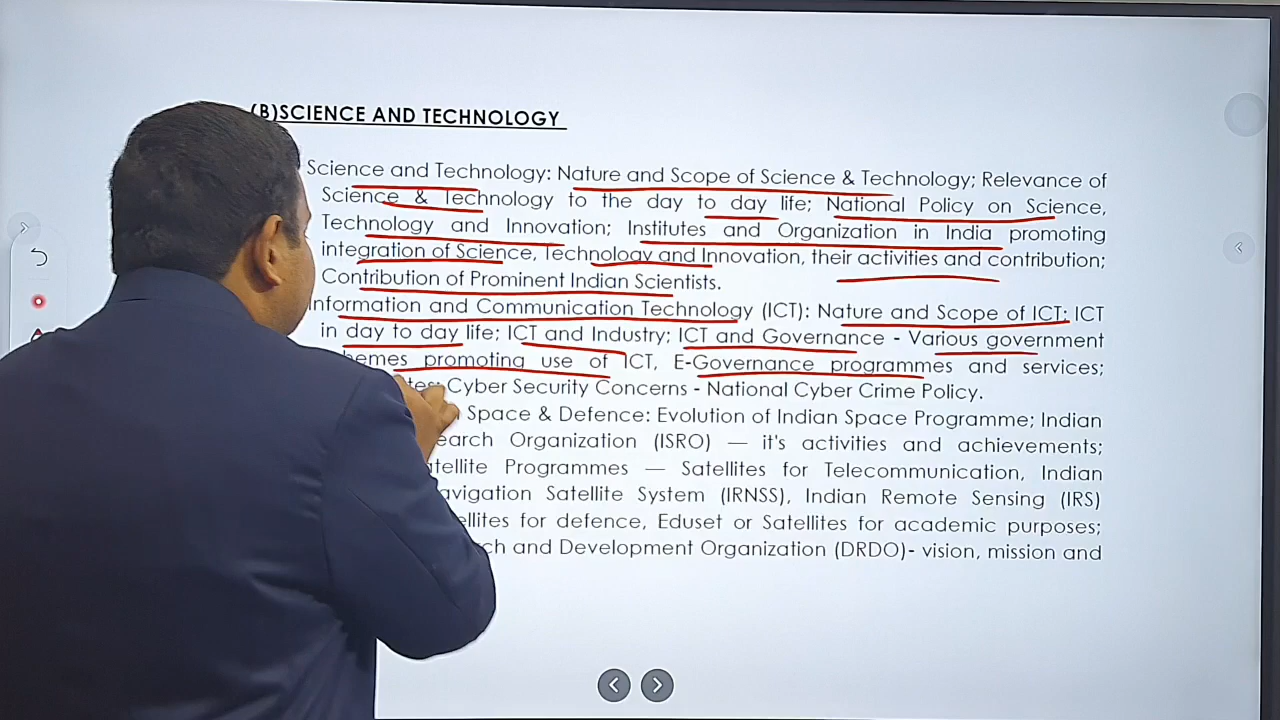 (B)SCIENCE AND TECHNOLOGY
Science and Technology: Nature and Scope of Science & Technology; Relevance of
Science & Technology to the day to day life; National Policy on Science,
Technology and Innovation; Institutes and Organization in India promoting
integration of Science, Technology and Innovation, their activities and contribution;
Contribution of Prominent Indian Scientists.
Information and Communication Technology (ICT): Nature and Scope of ICT; ICT
in day to day life; ICT and Industry; ICT and Governance - Various government
promoting use of ICT, E-Governance programmes and services;
Cyber Security Concerns - National Cyber Crime Policy.
Space & Defence: Evolution of Indian Space Programme; Indian
Organization (ISRO) — it's activities and achievements;
Programmes — Satellites for Telecommunication, Indian
Satellite System (IRNSS), Indian Remote Sensing (IRS)
for defence, Eduset or Satellites for academic purposes;
and Development Organization (DRDO)- vision, mission and